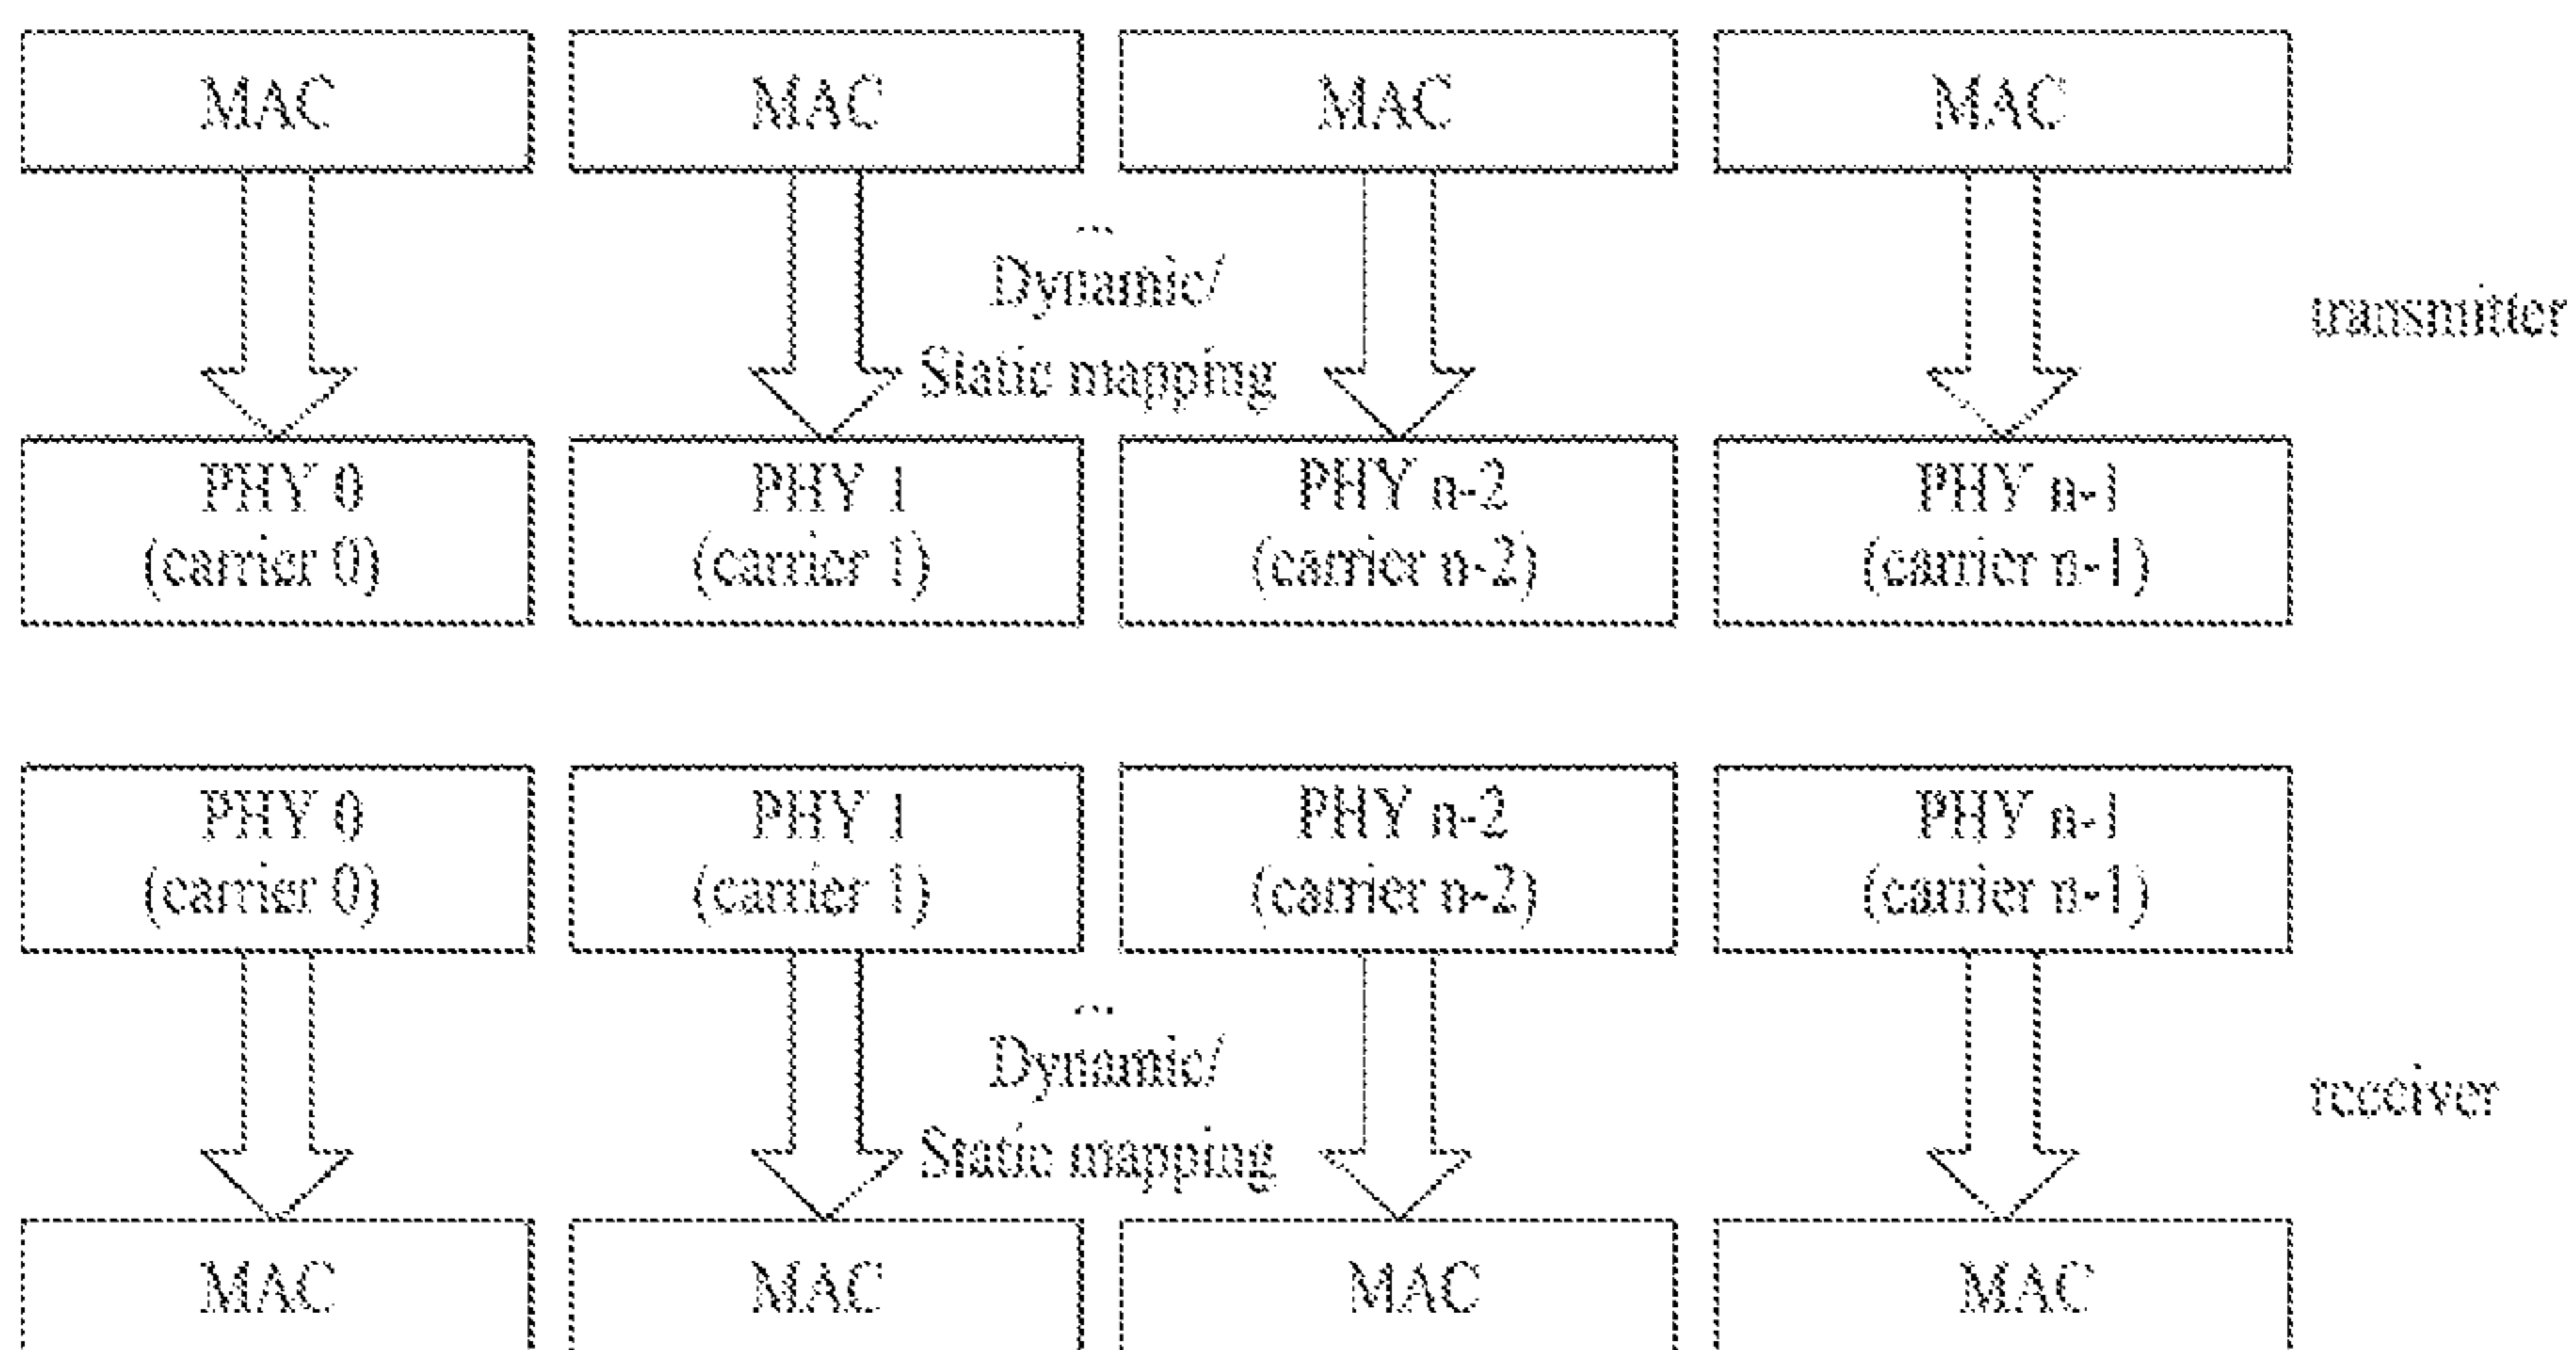 MAC MAC MAC MAC
...
Dynamic/
transmitter
Static mapping
PHY 0 PHY 1 PHY n-2 PHY n-1
(carrier 0) (carrier 1) (carrier n-2) (carrier n-1)
PHY 0 PHY 1 PHY n-2 PHY n-1
(carrier 0) (carrier 1) (carrier n-2) (carrier n-1)
...
Dynamic/
receiver
Static mapping
MAC MAC MAC MAC